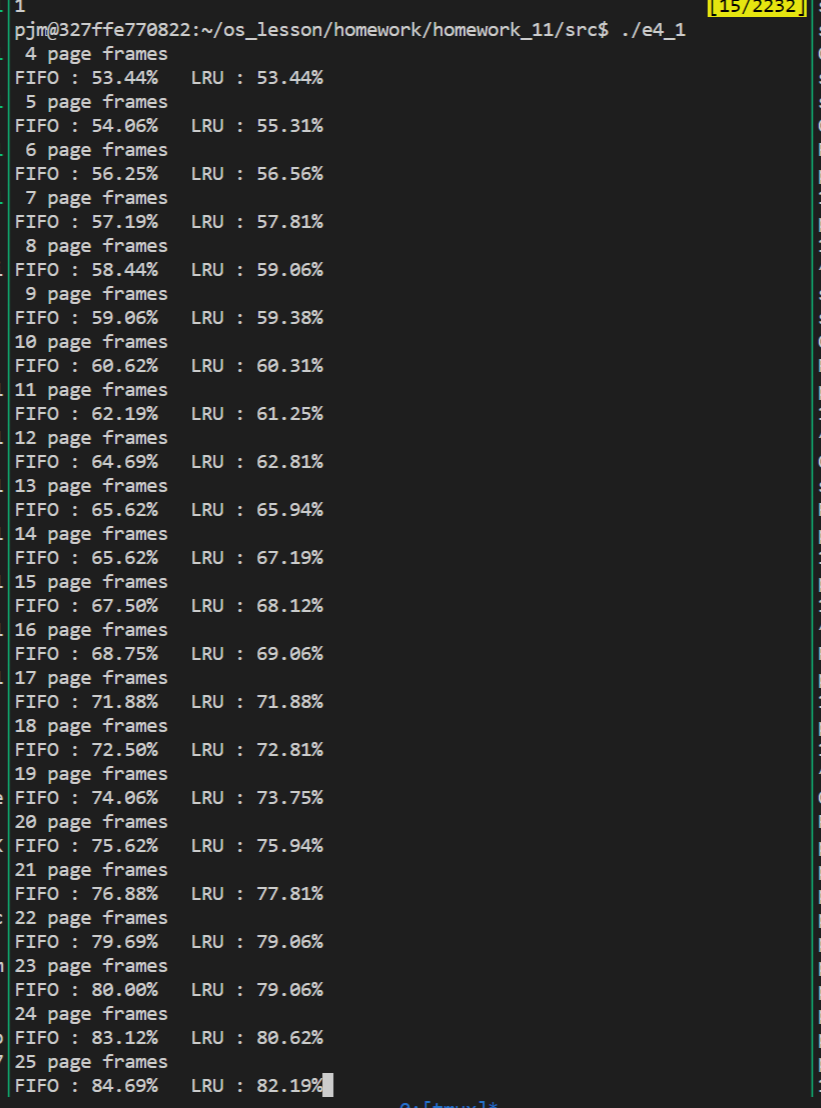 1
[15/2232]
pjm@327ffe770822:~/os_lesson/homework/homework_11/src$ ./e4_1
 4 page frames
FIFO : 53.44%   LRU : 53.44%
 5 page frames
FIFO : 54.06%   LRU : 55.31%
 6 page frames
FIFO : 56.25%   LRU : 56.56%
 7 page frames
FIFO : 57.19%   LRU : 57.81%
 8 page frames
FIFO : 58.44%   LRU : 59.06%
 9 page frames
FIFO : 59.06%   LRU : 59.38%
10 page frames
FIFO : 60.62%   LRU : 60.31%
11 page frames
FIFO : 62.19%   LRU : 61.25%
12 page frames
FIFO : 64.69%   LRU : 62.81%
13 page frames
FIFO : 65.62%   LRU : 65.94%
14 page frames
FIFO : 65.62%   LRU : 67.19%
15 page frames
FIFO : 67.50%   LRU : 68.12%
16 page frames
FIFO : 68.75%   LRU : 69.06%
17 page frames
FIFO : 71.88%   LRU : 71.88%
18 page frames
FIFO : 72.50%   LRU : 72.81%
19 page frames
FIFO : 74.06%   LRU : 73.75%
20 page frames
FIFO : 75.62%   LRU : 75.94%
21 page frames
FIFO : 76.88%   LRU : 77.81%
22 page frames
FIFO : 79.69%   LRU : 79.06%
23 page frames
FIFO : 80.00%   LRU : 79.06%
24 page frames
FIFO : 83.12%   LRU : 80.62%
25 page frames
FIFO : 84.69%   LRU : 82.19%